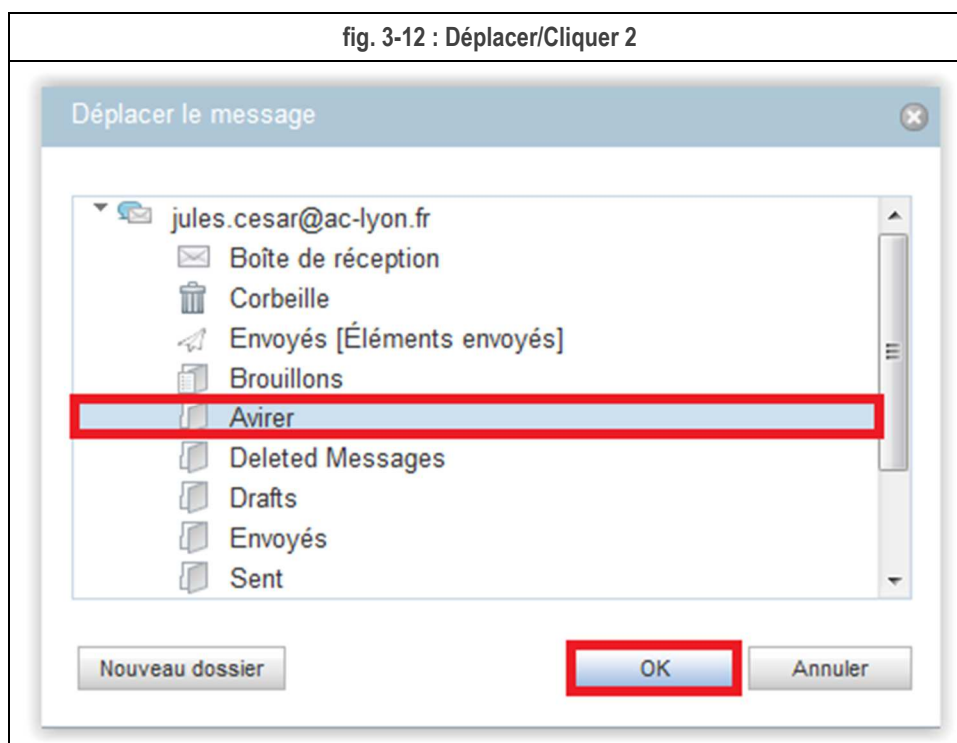 fig. 3-12 : Déplacer/Cliquer 2
Déplacer le message
jules.cesar@ac-lyon.fr
Boîte de réception
Corbeille
Envoyés [Éléments envoyés]
Brouillons
Avirer
Deleted Messages
Drafts
Envoyés
Sent
Nouveau dossier OK Annuler